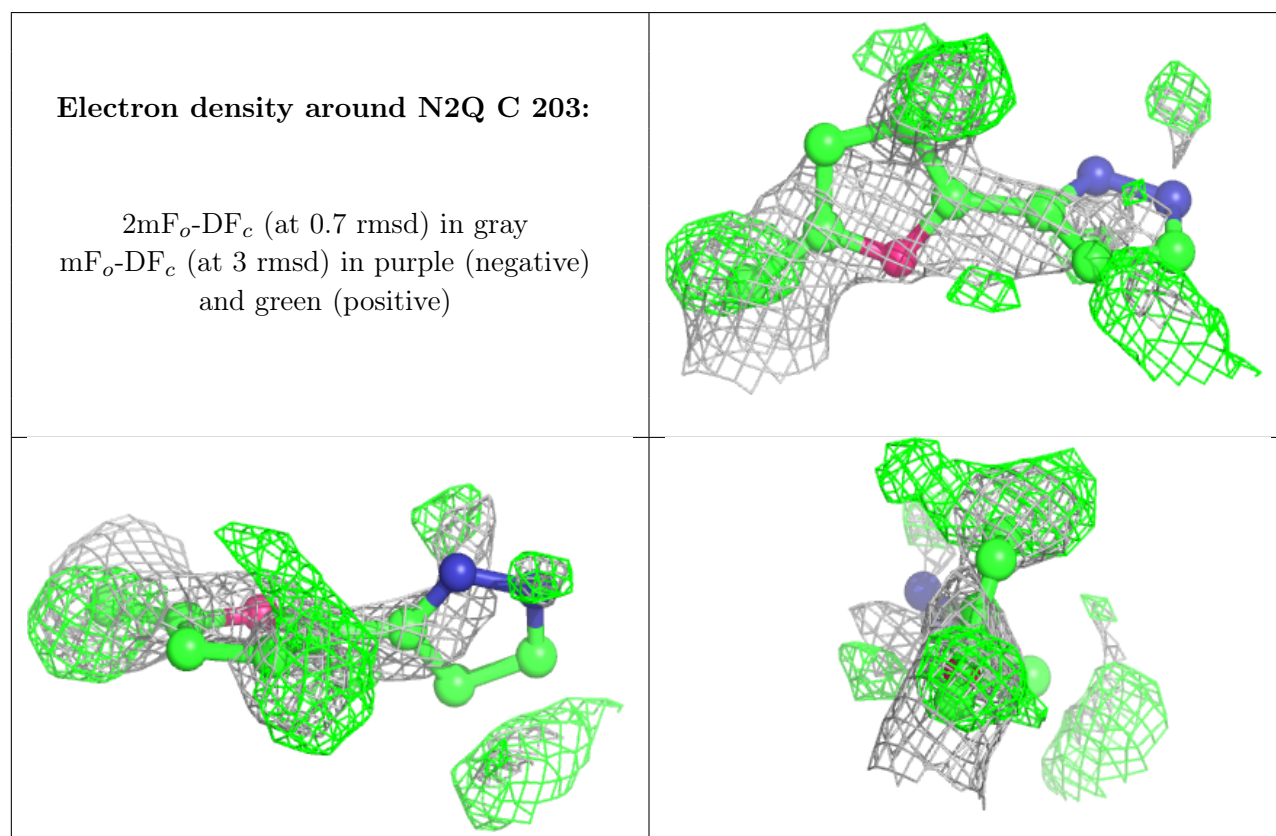 Electron density around N2Q C 203:
2mFo-DFc (at 0.7 rmsd) in gray
mFo-DFc (at 3 rmsd) in purple (negative)
and green (positive)